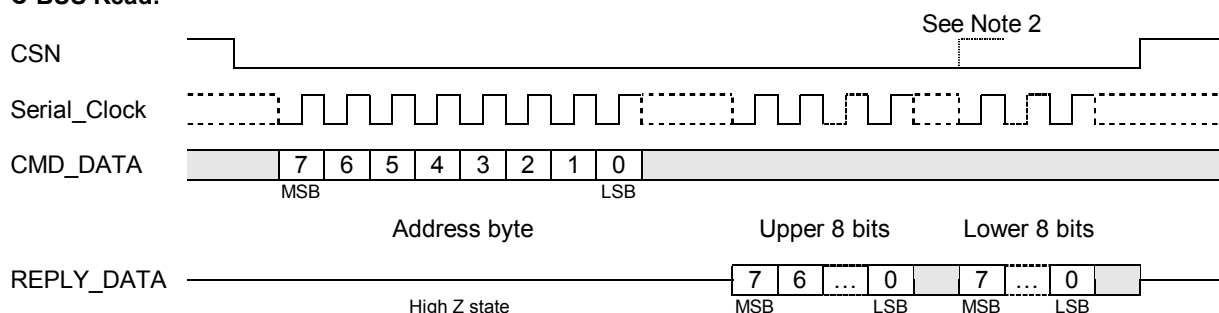 C-BUS Read:
See Note 2
CSN
Serial_Clock
CMD_DATA 7 6 5 4 3 2 1 0
MSB LSB
Address byte Upper 8 bits Lower 8 bits
REPLY_DATA 7 6 … 0 7 … 0
High Z state MSB LSB MSB LSB